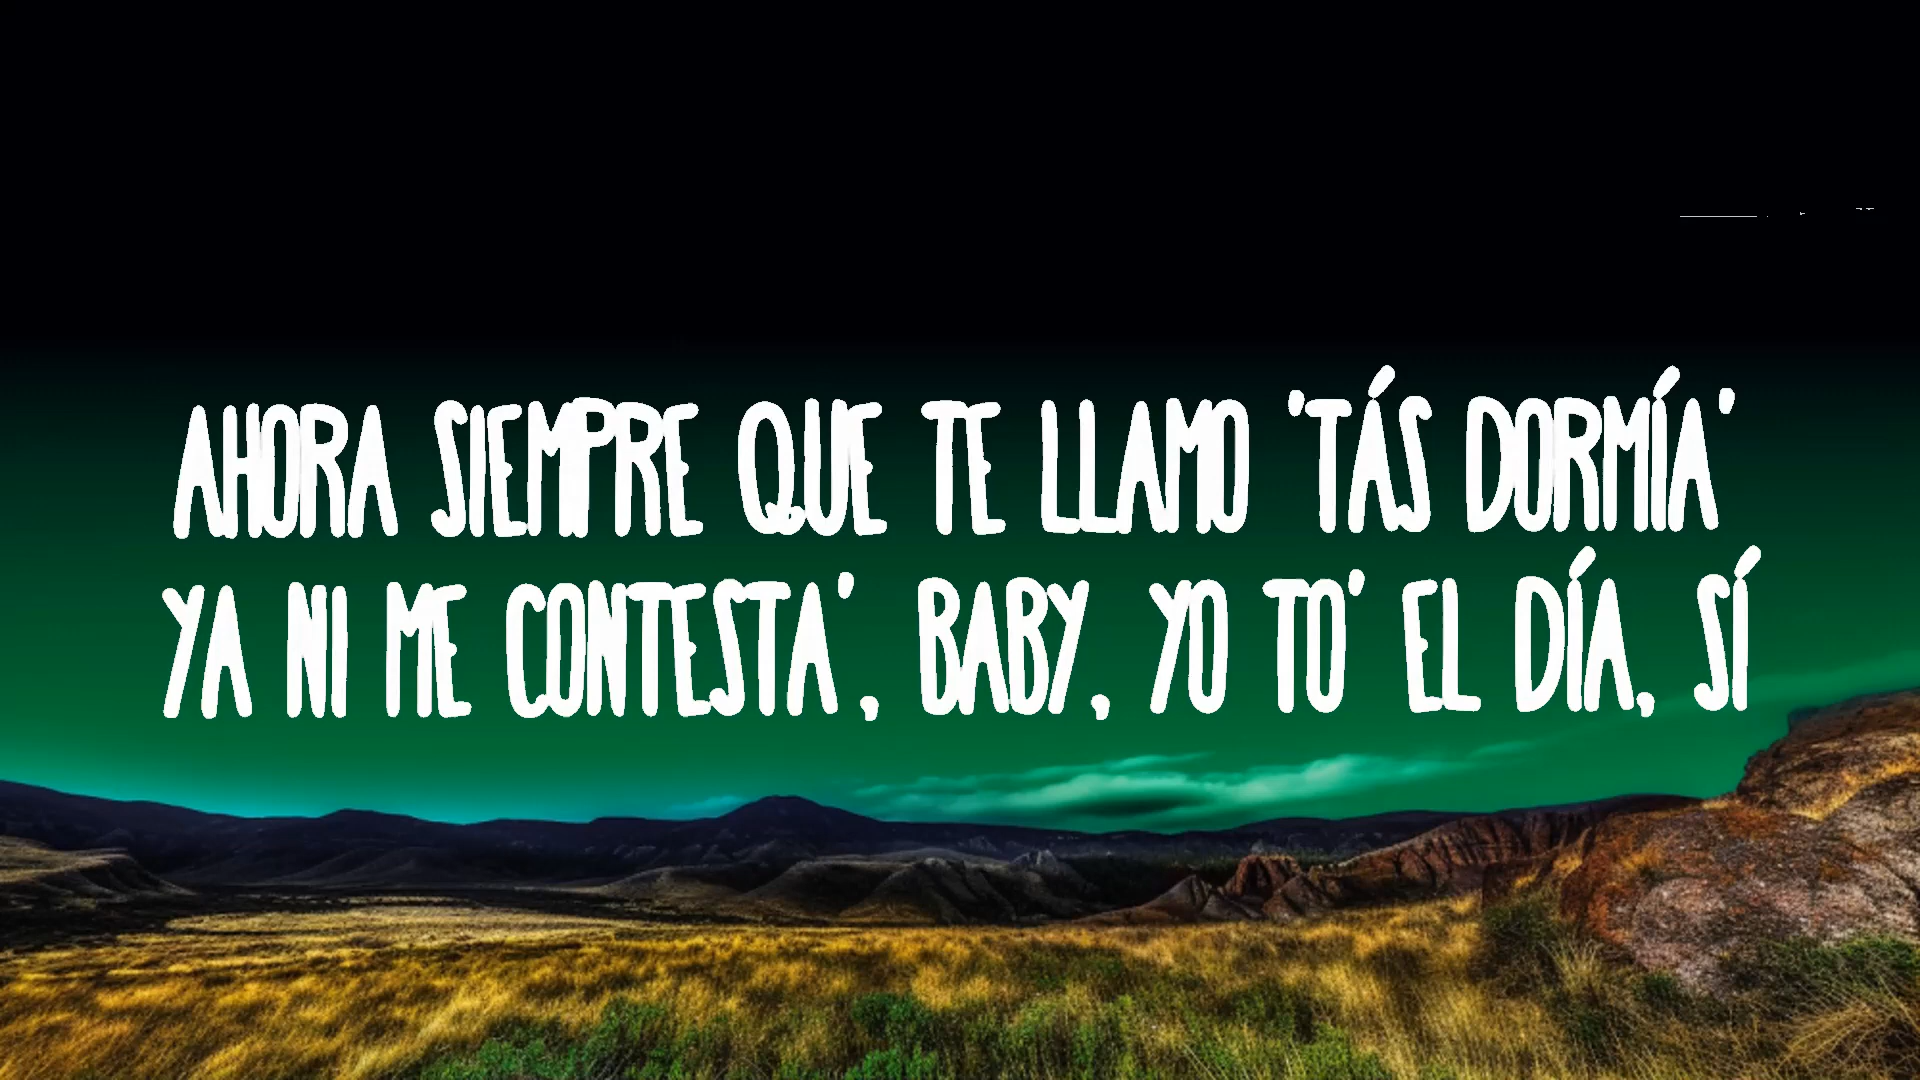 AHORA SIEMPRE QUE TE LLAMO 'TÁS DORMÍA'
YA NI ME CONTESTA', BABY, YO TO' EL DÍA, SÍ